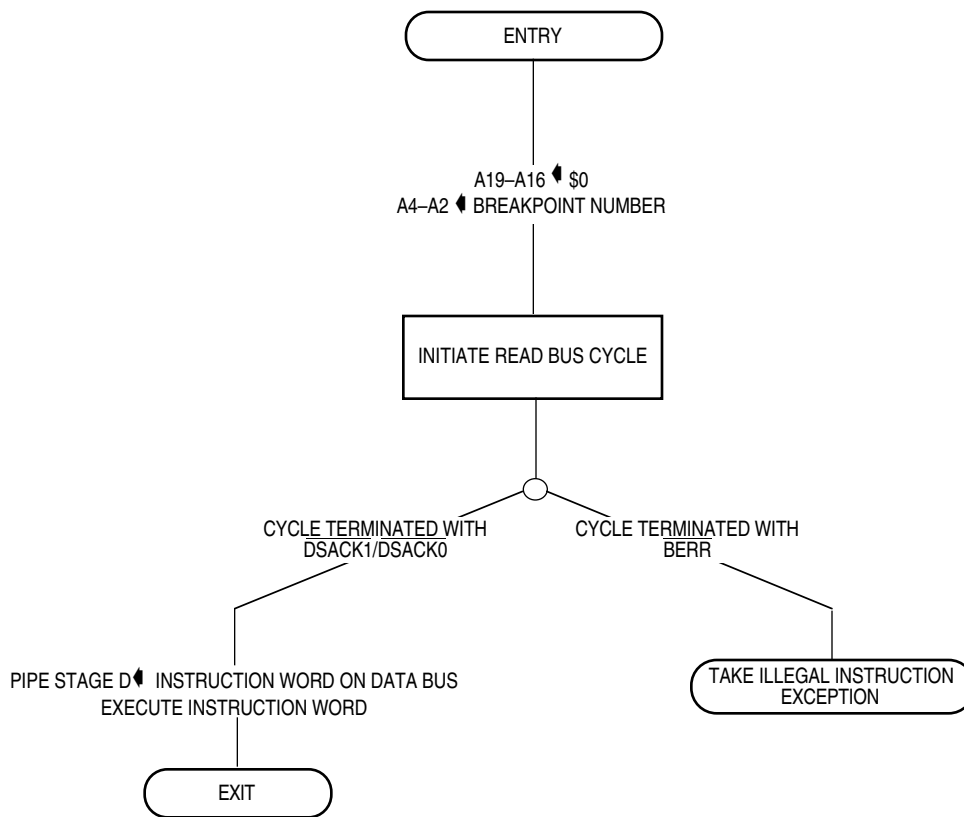 ENTRY
A19–A16 $0
A4–A2 BREAKPOINT NUMBER
INITIATE READ BUS CYCLE
CYCLE TERMINATED WITH
DSACK1/DSACK0
CYCLE TERMINATED WITH
BERR
PIPE STAGE D INSTRUCTION WORD ON DATA BUS
EXECUTE INSTRUCTION WORD
TAKE ILLEGAL INSTRUCTION
EXCEPTION
EXIT